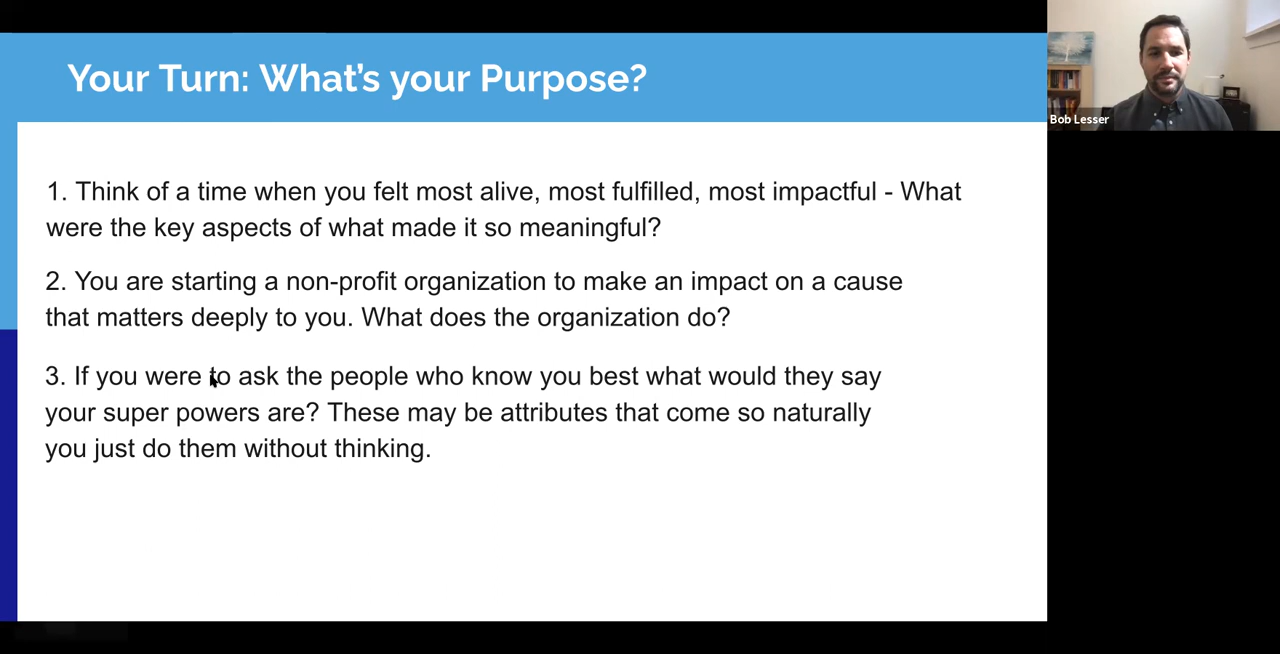 Your Turn: What's your Purpose?
Bob Lesser
1. Think of a time when you felt most alive, most fulfilled, most impactful - What
were the key aspects of what made it so meaningful?
2. You are starting a non-profit organization to make an impact on a cause
that matters deeply to you. What does the organization do?
3. If you were to ask the people who know you best what would they say
your super powers are? These may be attributes that come so naturally
you just do them without thinking.